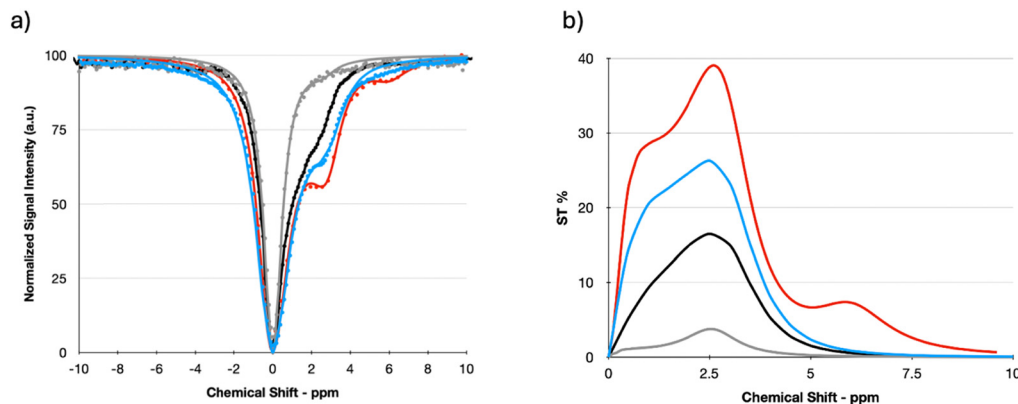 a)
100
75
50
25
0
Normalized Signal Intensity (a.u.)
-10 -8 -6 -4 -2 0 2 4 6 8 10
Chemical Shift - ppm
b)
40
30
20
10
0
ST %
0 2.5 5 7.5 10
Chemical Shift - ppm